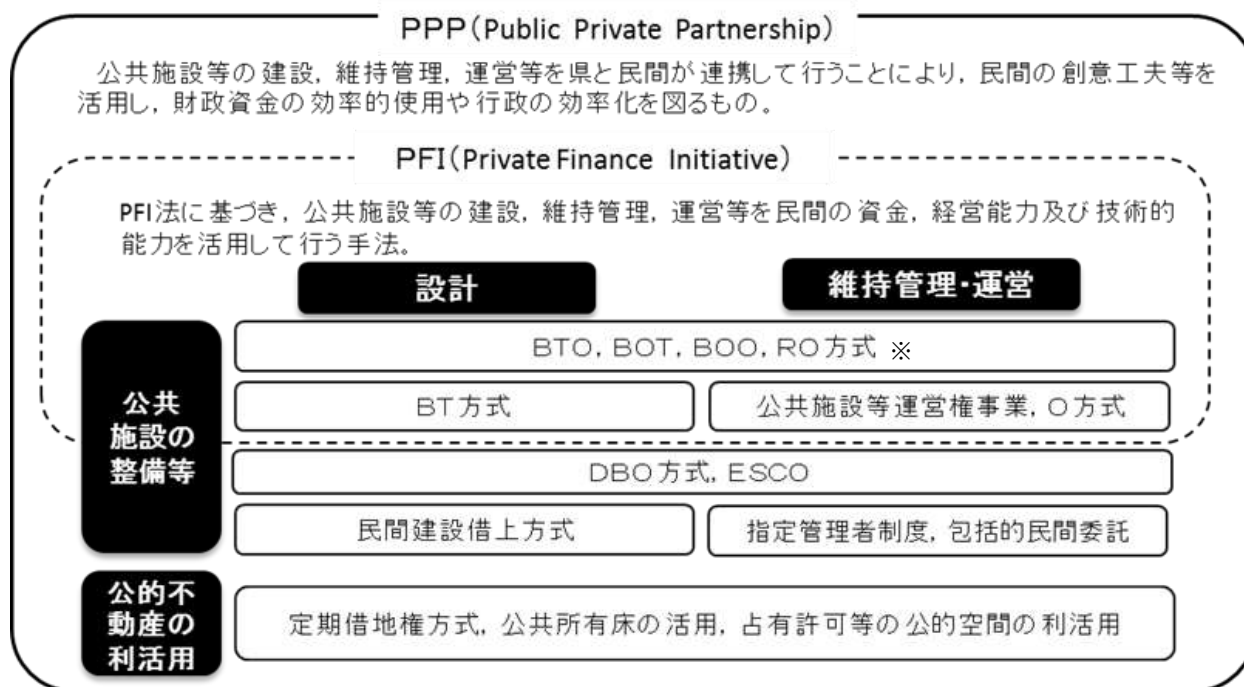 PPP(Public Private Partnership)
公共施設等の建設，維持管理，運営等を県と民間が連携して行うことにより，民間の創意工夫等を
活用し，財政資金の効率的使用や行政の効率化を図るもの。
PFI(Private Finance Initiative)
PFI法に基づき，公共施設等の建設，維持管理，運営等を民間の資金，経営能力及び技術的
能力を活用して行う手法。
設計
維持管理・運営
公共
施設の
整備等
BTO，BOT，BOO，RO方式 ※
BT方式
公共施設等運営権事業，O方式
DBO方式，ESCO
民間建設借上方式
指定管理者制度，包括的民間委託
公的不
動産の
利活用
定期借地権方式，公共所有床の活用，占有許可等の公的空間の利活用